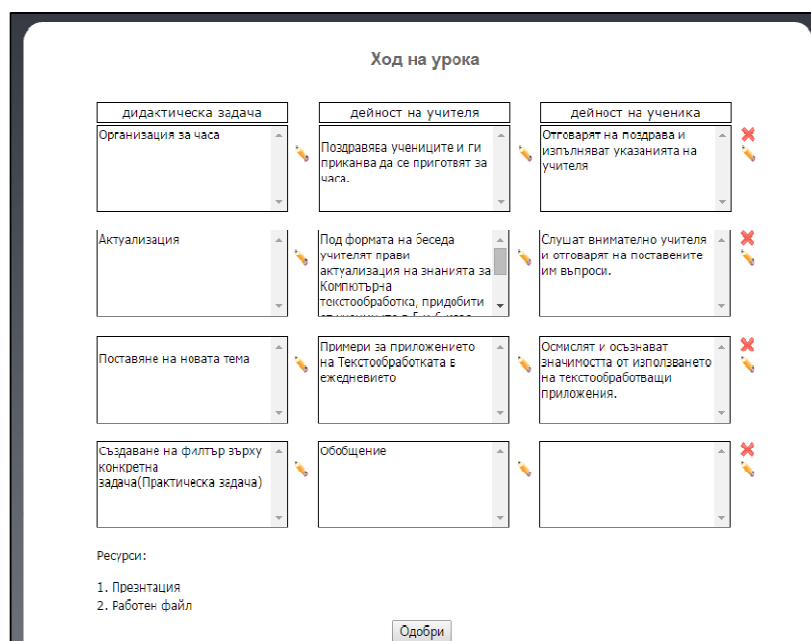 Ход на урока
дидактическа задача
дейност на учителя
дейност на ученика
Организация за часа
Поздравява учениците и ги
приканва да се приготвят за
часа.
Отговарят на поздрава и
изпълняват указанията на
учителя
Актуализация
Под формата на беседа
учителят прави
актуализация на знанията за
Компютърна
текстообработка, придобити
Слушат внимателно учителя
и отговарят на поставените
им въпроси.
Поставяне на новата тема
Примери за приложението
на Текстообработката в
ежедневието
Осмислят и осъзнават
значимостта от използването
на текстообработващи
приложения.
Създаване на филтър върху
конкретна
задача(Практическа задача)
Обобщение
Ресурси:
1. Презнтация
2. Работен файл
Одобри